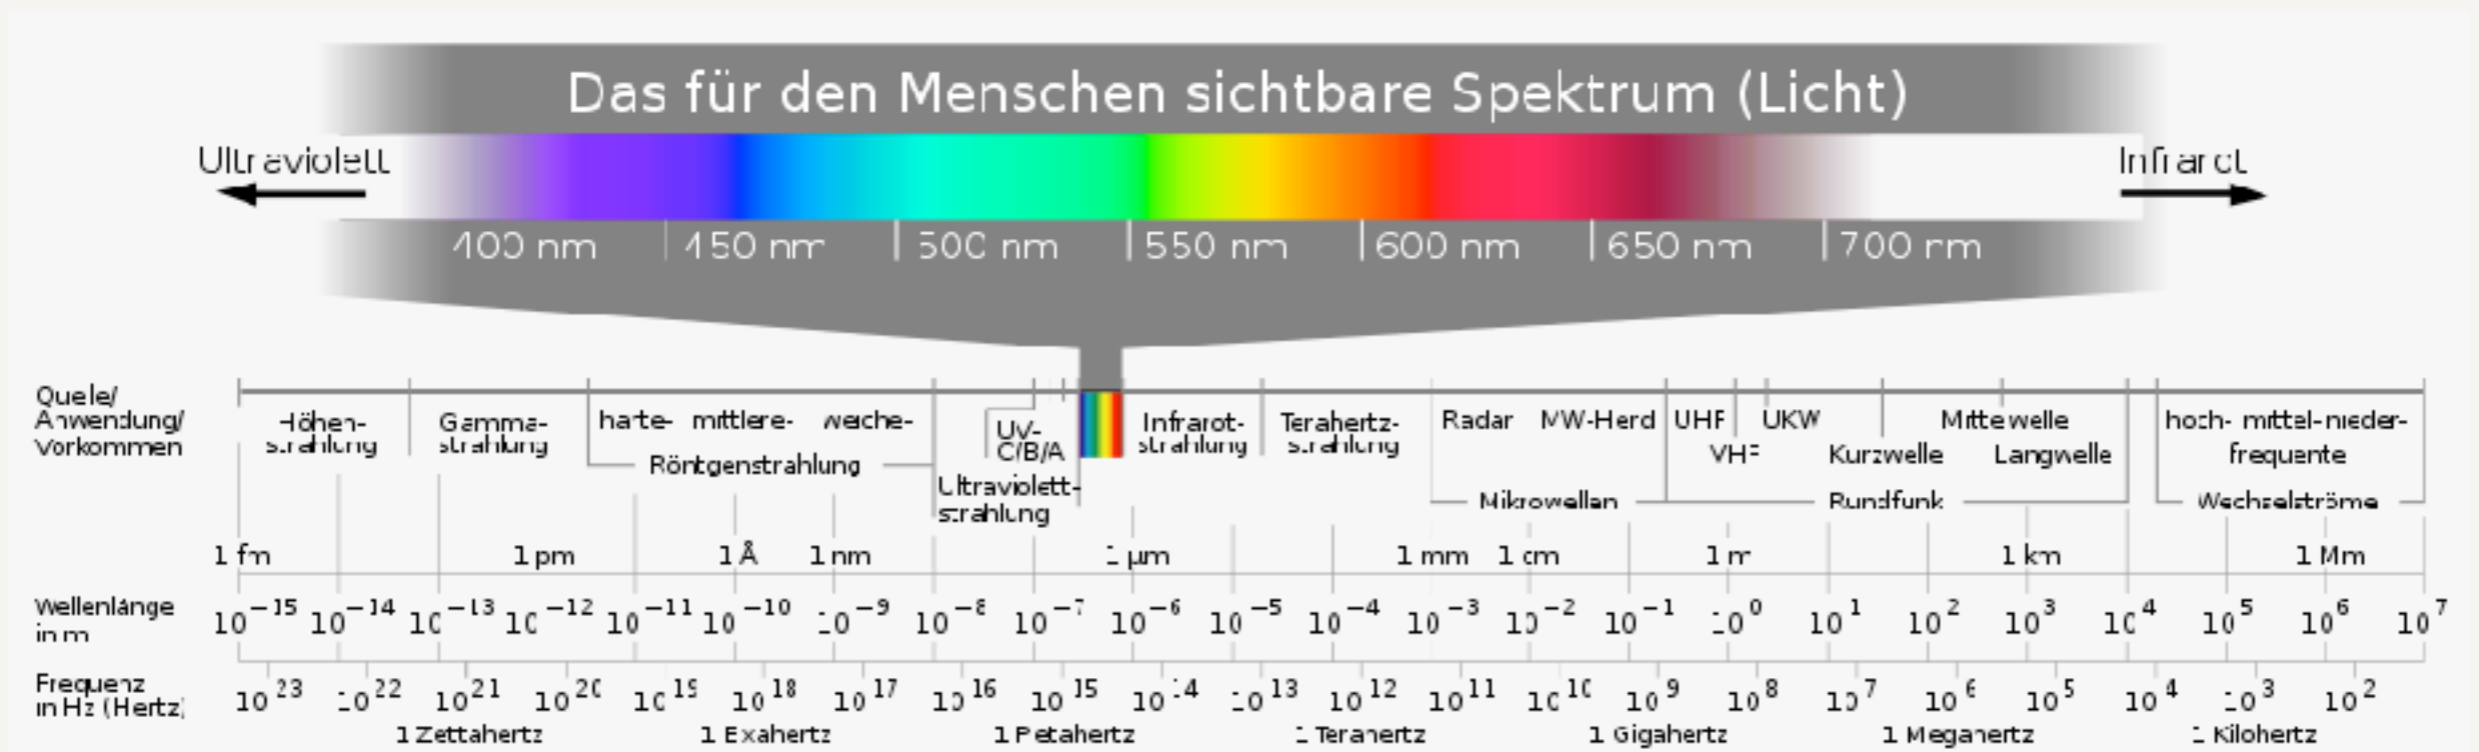 Das für den Menschen sichtbare Spektrum (Licht)
Ultraviolett
Infrarot
400 nm 450 nm 500 nm 550 nm 600 nm 650 nm 700 nm
Quelle/
Anwendung/
Vorkommen
Höhen-
strahlung
Gamma-
strahlung
harte- mittlere- weiche-
Röntgenstrahlung
UV-
C/B/A
Ultraviolett-
strahlung
Infrarot-
strahlung
Terahertz-
strahlung
Radar MW-Herd
Mikrowellen
UHF UKW Mittelwelle
VHF Kurzwelle Langwelle
Rundfunk
hoch- mittel- nieder-
frequente
Wechselströme
1 fm 1 pm 1 Å 1 nm 1 µm 1 mm 1 cm 1 m 1 km 1 Mm
Wellenlänge
in m
10⁻¹⁵ 10⁻¹⁴ 10⁻¹³ 10⁻¹² 10⁻¹¹ 10⁻¹⁰ 10⁻⁹ 10⁻⁸ 10⁻⁷ 10⁻⁶ 10⁻⁵ 10⁻⁴ 10⁻³ 10⁻² 10⁻¹ 10⁰ 10¹ 10² 10³ 10⁴ 10⁵ 10⁶ 10⁷
Frequenz
in Hz (Hertz)
10²³ 10²² 10²¹ 10²⁰ 10¹⁹ 10¹⁸ 10¹⁷ 10¹⁶ 10¹⁵ 10¹⁴ 10¹³ 10¹² 10¹¹ 10¹⁰ 10⁹ 10⁸ 10⁷ 10⁶ 10⁵ 10⁴ 10³ 10²
1 Zettahertz 1 Exahertz 1 Petahertz 1 Terahertz 1 Gigahertz 1 Megahertz 1 Kilohertz